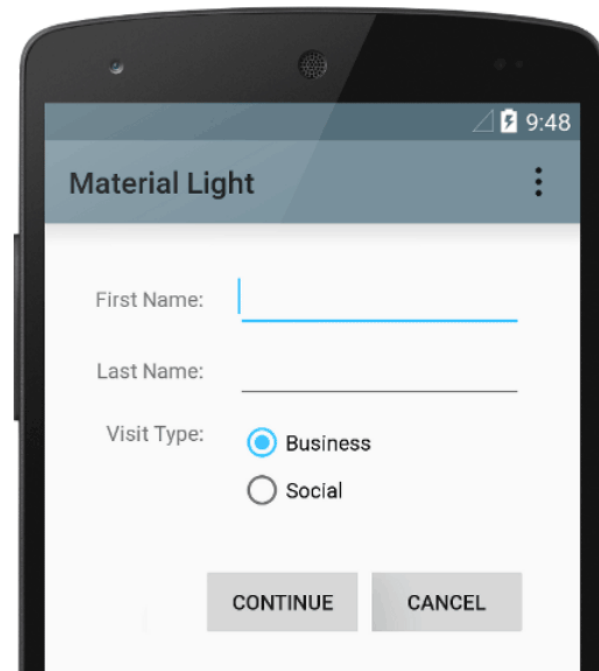 9:48
Material Light
First Name:
Last Name:
Visit Type:
Business
Social
CONTINUE CANCEL